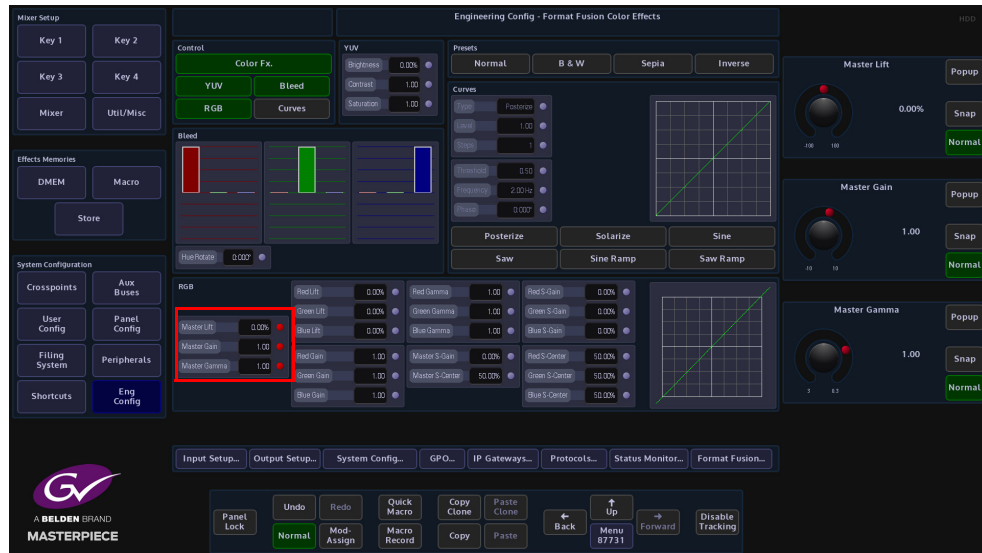 Mixer Setup
Engineering Config - Format Fusion Color Effects
HDD
Key 1
Key 2
Key 3
Key 4
Mixer
Util/Misc
Effects Memories
DMEM
Macro
Store
System Configuration
Crosspoints
Aux
Buses
User
Config
Panel
Config
Filing
System
Peripherals
Shortcuts
Eng
Config
Control
Color Fx.
YUV
Bleed
RGB
Curves
YUV
Brightness 0.00%
Contrast 1.00
Saturation 1.00
Presets
Normal
B & W
Sepia
Inverse
Curves
Type Posterize
Level 1.00
Steps 1
Threshold 0.50
Frequency 2.00 Hz
Phase 0.000°
Posterize
Solarize
Sine
Saw
Sine Ramp
Saw Ramp
Bleed
Hue Rotate 0.000°
RGB
Master Lift 0.00%
Master Gain 1.00
Master Gamma 1.00
Red Lift 0.00%
Green Lift 0.00%
Blue Lift 0.00%
Red Gain 1.00
Green Gain 1.00
Blue Gain 1.00
Red Gamma 1.00
Green Gamma 1.00
Blue Gamma 1.00
Master S-Gain 0.00%
Master S-Center 50.00%
Red S-Gain 0.00%
Green S-Gain 0.00%
Blue S-Gain 0.00%
Red S-Center 50.00%
Green S-Center 50.00%
Blue S-Center 50.00%
Master Lift
0.00%
-100 100
Popup
Snap
Normal
Master Gain
1.00
-10 10
Popup
Snap
Normal
Master Gamma
1.00
3 0.3
Popup
Snap
Normal
Input Setup...
Output Setup...
System Config...
GPO...
IP Gateways...
Protocols...
Status Monitor...
Format Fusion...
GV
A BELDEN BRAND
MASTERPIECE
Panel
Lock
Undo
Redo
Normal
Mod-
Assign
Quick
Macro
Macro
Record
Copy
Clone
Paste
Clone
Copy
Paste
← Back
↑ Up
Menu
87731
→ Forward
Disable
Tracking